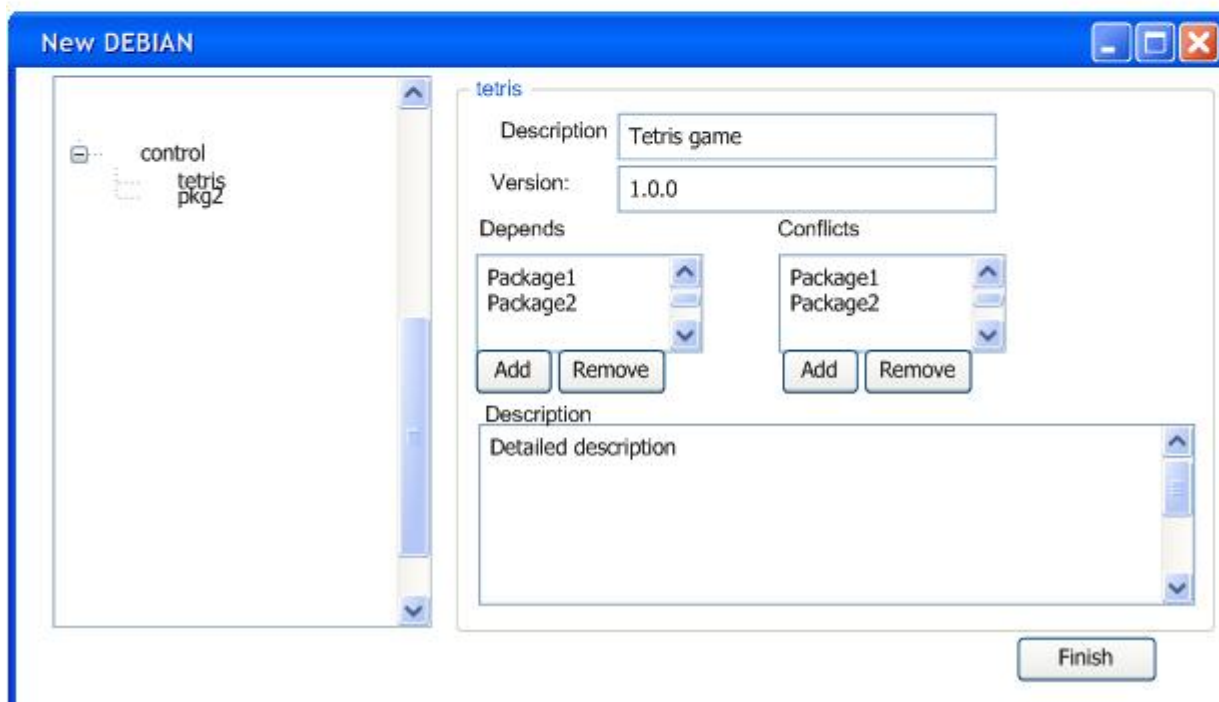 New DEBIAN
control
tetris
pkg2
tetris
Description
Tetris game
Version:
1.0.0
Depends
Conflicts
Package1
Package2
Package1
Package2
Add
Remove
Add
Remove
Description
Detailed description
Finish